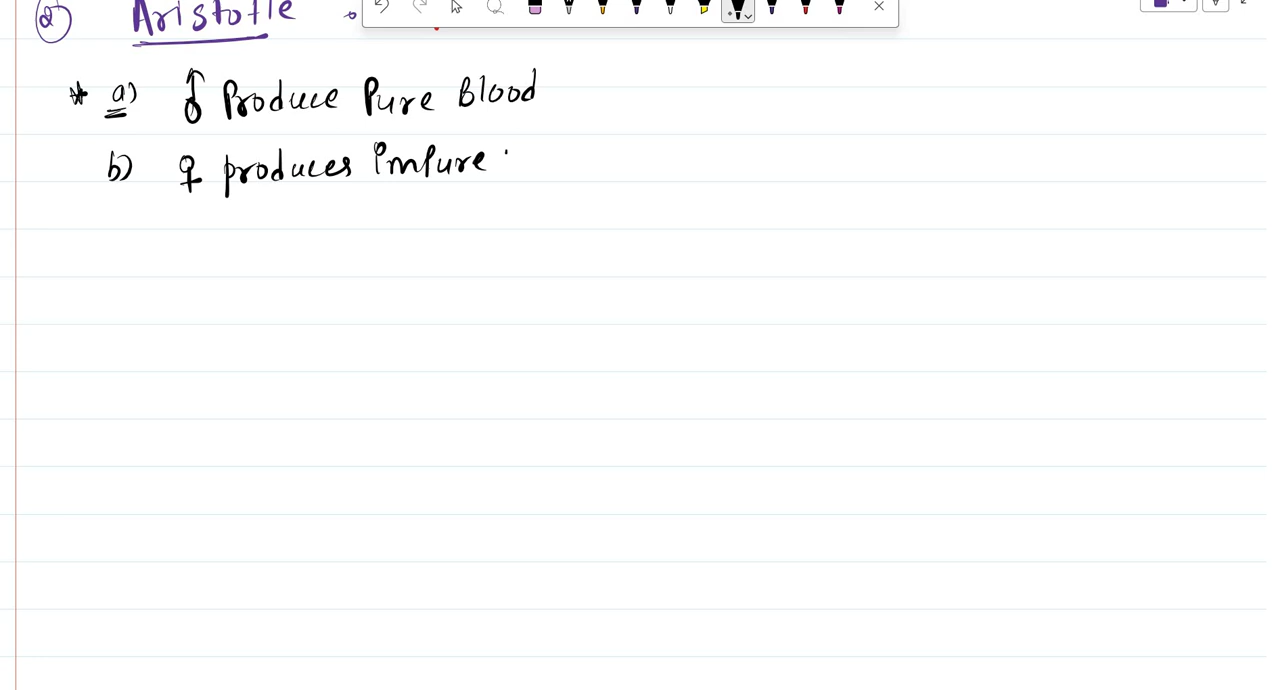 2) Aristotle
* a) ♂ Produce Pure Blood
b) ♀ produces impure